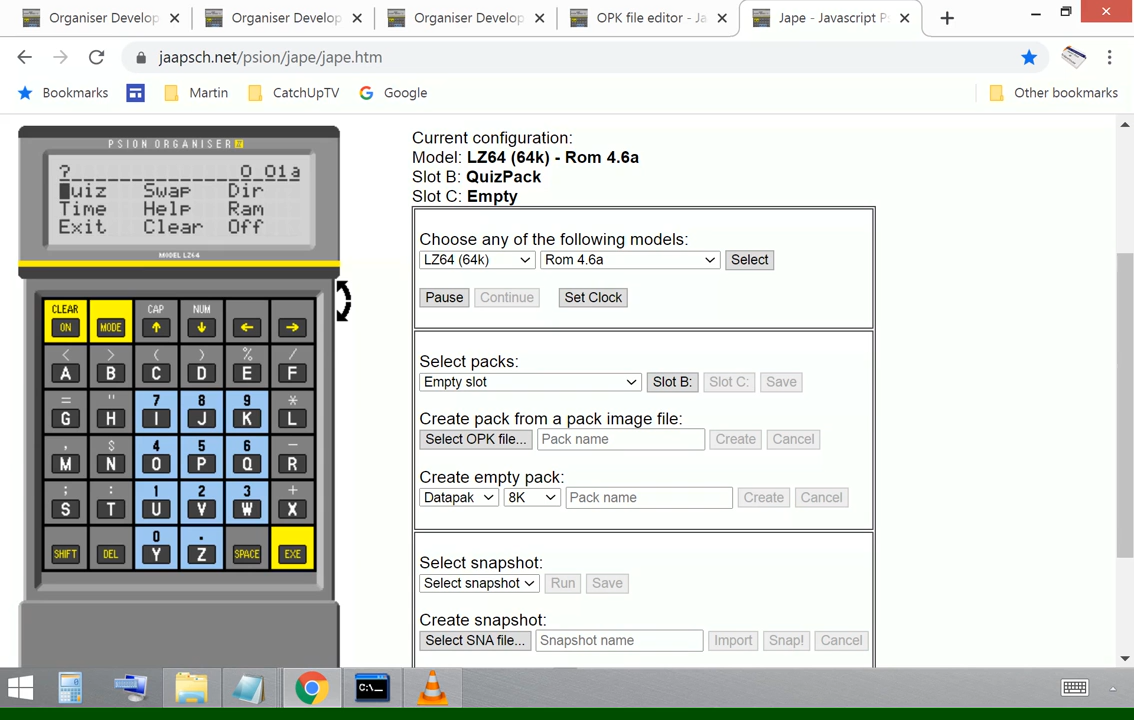 Organiser Develop
Organiser Develop
Organiser Develop
OPK file editor - Ja
Jape - Javascript Ps
jaapsch.net/psion/jape/jape.htm
Bookmarks
Martin
CatchUpTV
Google
Other bookmarks
PSION ORGANISER II
? 0 01a
Quiz Swap Dir
Time Help Ram
Exit Clear Off
MODEL LZ64
CLEAR CAP NUM
ON MODE ↑ ↓ ← →
< > ( ) % /
A B C D E F
= " 7 8 9 *
G H I J K L
, $ 4 5 6 −
M N O P Q R
; : 1 2 3 +
S T U V W X
0 .
SHIFT DEL Y Z SPACE EXE
Current configuration:
Model: LZ64 (64k) - Rom 4.6a
Slot B: QuizPack
Slot C: Empty
Choose any of the following models:
LZ64 (64k) Rom 4.6a Select
Pause Continue Set Clock
Select packs:
Empty slot Slot B: Slot C: Save
Create pack from a pack image file:
Select OPK file... Pack name Create Cancel
Create empty pack:
Datapak 8K Pack name Create Cancel
Select snapshot:
Select snapshot Run Save
Create snapshot:
Select SNA file... Snapshot name Import Snap! Cancel
C:\_